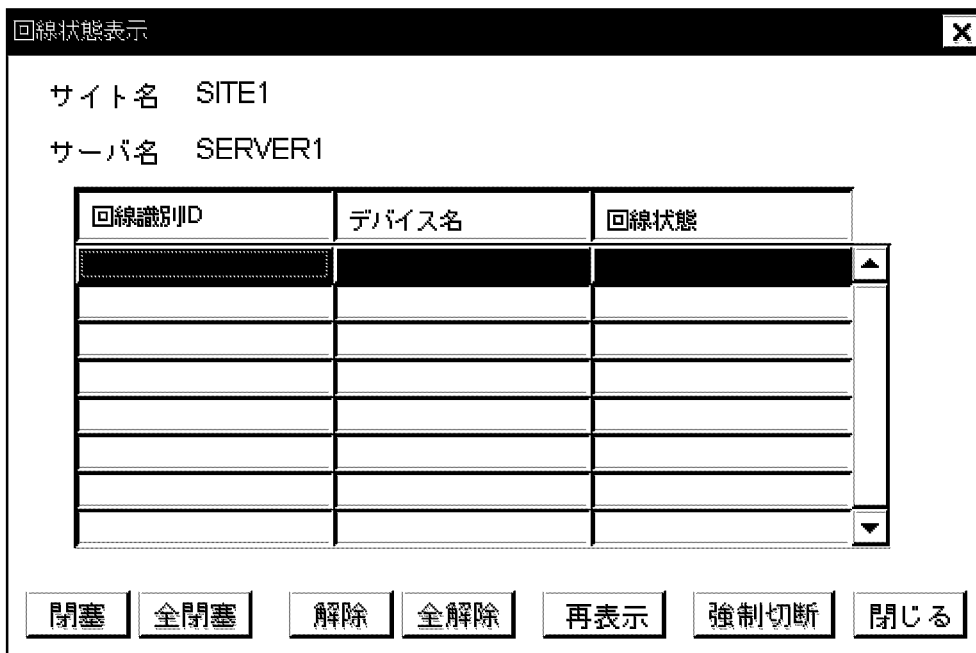 回線状態表示
サイト名 SITE1
サーバ名 SERVER1
回線識別ID デバイス名 回線状態
閉塞 全閉塞 解除 全解除 再表示 強制切断 閉じる